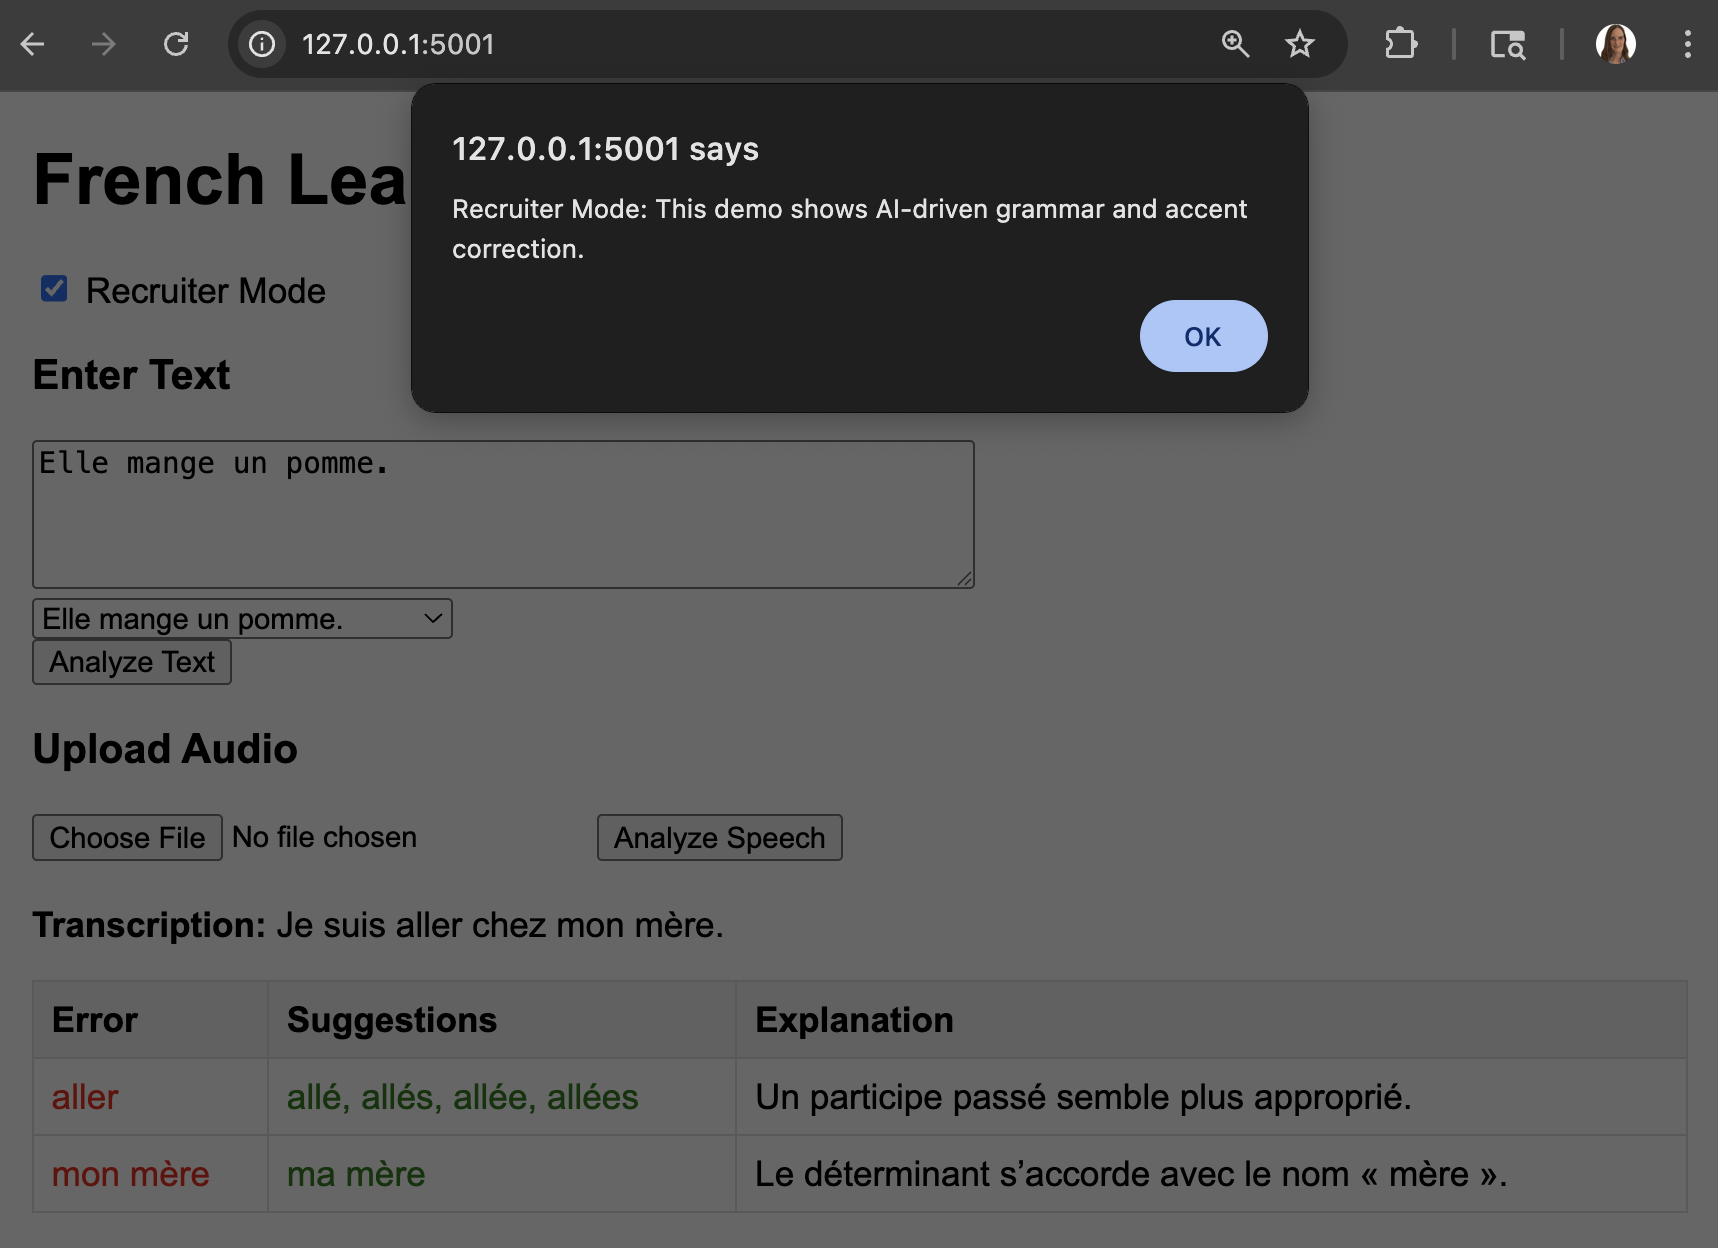 127.0.0.1:5001
127.0.0.1:5001 says
Recruiter Mode: This demo shows AI-driven grammar and accent
correction.
OK
French Lea
Recruiter Mode
Enter Text
Elle mange un pomme.
Elle mange un pomme.
Analyze Text
Upload Audio
Choose File No file chosen Analyze Speech
Transcription: Je suis aller chez mon mère.
Error Suggestions Explanation
aller allé, allés, allée, allées Un participe passé semble plus approprié.
mon mère ma mère Le déterminant s’accorde avec le nom « mère ».